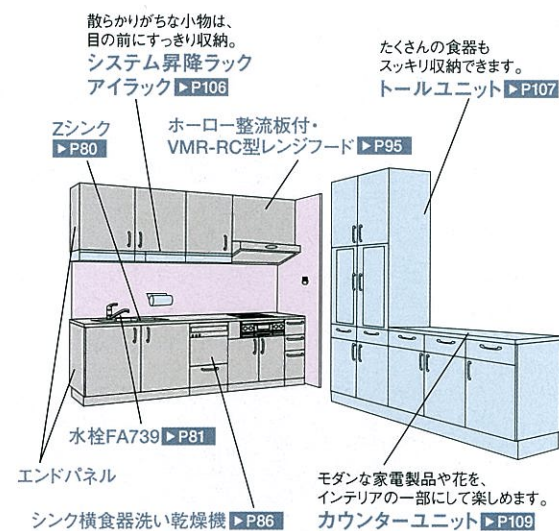 散らかりがちな小物は、
目の前にすっきり収納。
システム昇降ラック
アイラック ▶P106
たくさんの食器も
スッキリ収納できます。
トールユニット ▶P107
Zシンク
▶P80
ホーロー整流板付・
VMR-RC型レンジフード ▶P95
水栓FA739 ▶P81
エンドパネル
シンク横食器洗い乾燥機 ▶P86
モダンな家電製品や花を、
インテリアの一部にして楽しめます。
カウンターユニット ▶P109